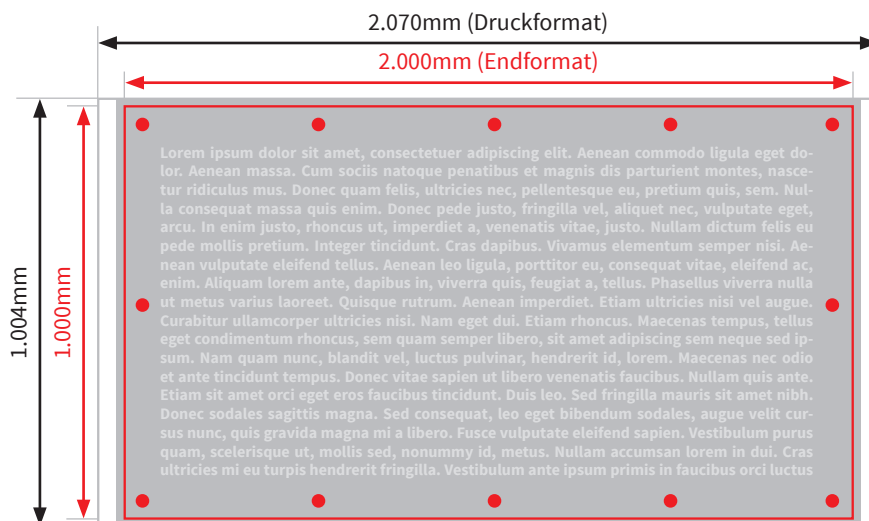 2.070mm (Druckformat)
2.000mm (Endformat)
1.004mm
1.000mm
Lorem ipsum dolor sit amet, consectetuer adipiscing elit. Aenean commodo ligula eget do-
lor. Aenean massa. Cum sociis natoque penatibus et magnis dis parturient montes, nasce-
tur ridiculus mus. Donec quam felis, ultricies nec, pellentesque eu, pretium quis, sem. Nul-
la consequat massa quis enim. Donec pede justo, fringilla vel, aliquet nec, vulputate eget,
arcu. In enim justo, rhoncus ut, imperdiet a, venenatis vitae, justo. Nullam dictum felis eu
pede mollis pretium. Integer tincidunt. Cras dapibus. Vivamus elementum semper nisi. Ae-
nean vulputate eleifend tellus. Aenean leo ligula, porttitor eu, consequat vitae, eleifend ac,
enim. Aliquam lorem ante, dapibus in, viverra quis, feugiat a, tellus. Phasellus viverra nulla
ut metus varius laoreet. Quisque rutrum. Aenean imperdiet. Etiam ultricies nisi vel augue.
Curabitur ullamcorper ultricies nisi. Nam eget dui. Etiam rhoncus. Maecenas tempus, tellus
eget condimentum rhoncus, sem quam semper libero, sit amet adipiscing sem neque sed ip-
sum. Nam quam nunc, blandit vel, luctus pulvinar, hendrerit id, lorem. Maecenas nec odio
et ante tincidunt tempus. Donec vitae sapien ut libero venenatis faucibus. Nullam quis ante.
Etiam sit amet orci eget eros faucibus tincidunt. Duis leo. Sed fringilla mauris sit amet nibh.
Donec sodales sagittis magna. Sed consequat, leo eget bibendum sodales, augue velit cur-
sus nunc, quis gravida magna mi a libero. Fusce vulputate eleifend sapien. Vestibulum purus
quam, scelerisque ut, mollis sed, nonummy id, metus. Nullam accumsan lorem in dui. Cras
ultricies mi eu turpis hendrerit fringilla. Vestibulum ante ipsum primis in faucibus orci luctus